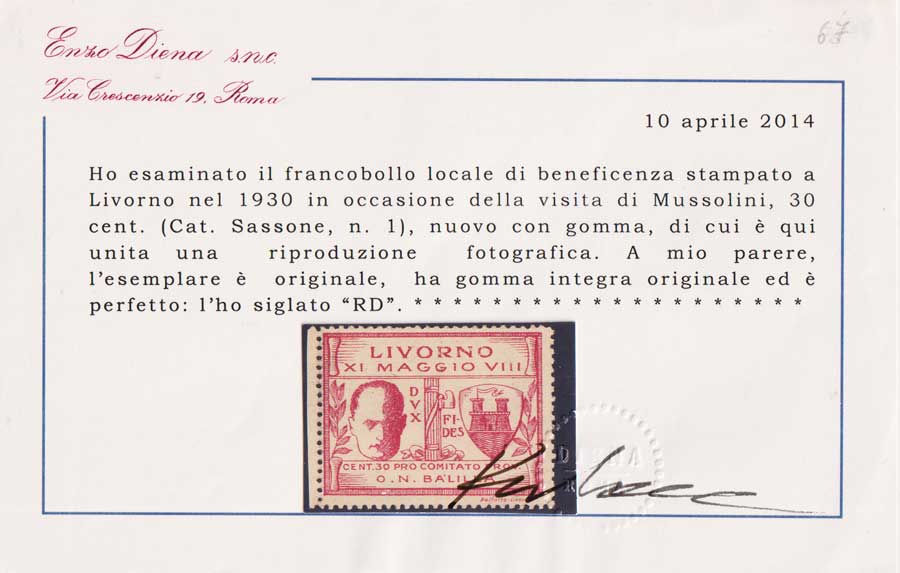 Enzo Diena s.n.c.
Via Crescenzio 19. Roma
67
10 aprile 2014
Ho esaminato il francobollo locale di beneficenza stampato a
Livorno nel 1930 in occasione della visita di Mussolini, 30
cent. (Cat. Sassone, n. 1), nuovo con gomma, di cui è qui
unita una riproduzione fotografica. A mio parere,
l'esemplare è originale, ha gomma integra originale ed è
perfetto: l'ho siglato “RD”. * * * * * * * * * * * * * * * * * * * * *
LIVORNO
XI MAGGIO VIII
DVX
FI-
DES
CENT. 30 PRO COMITATO PROV.
O. N. BALILLA